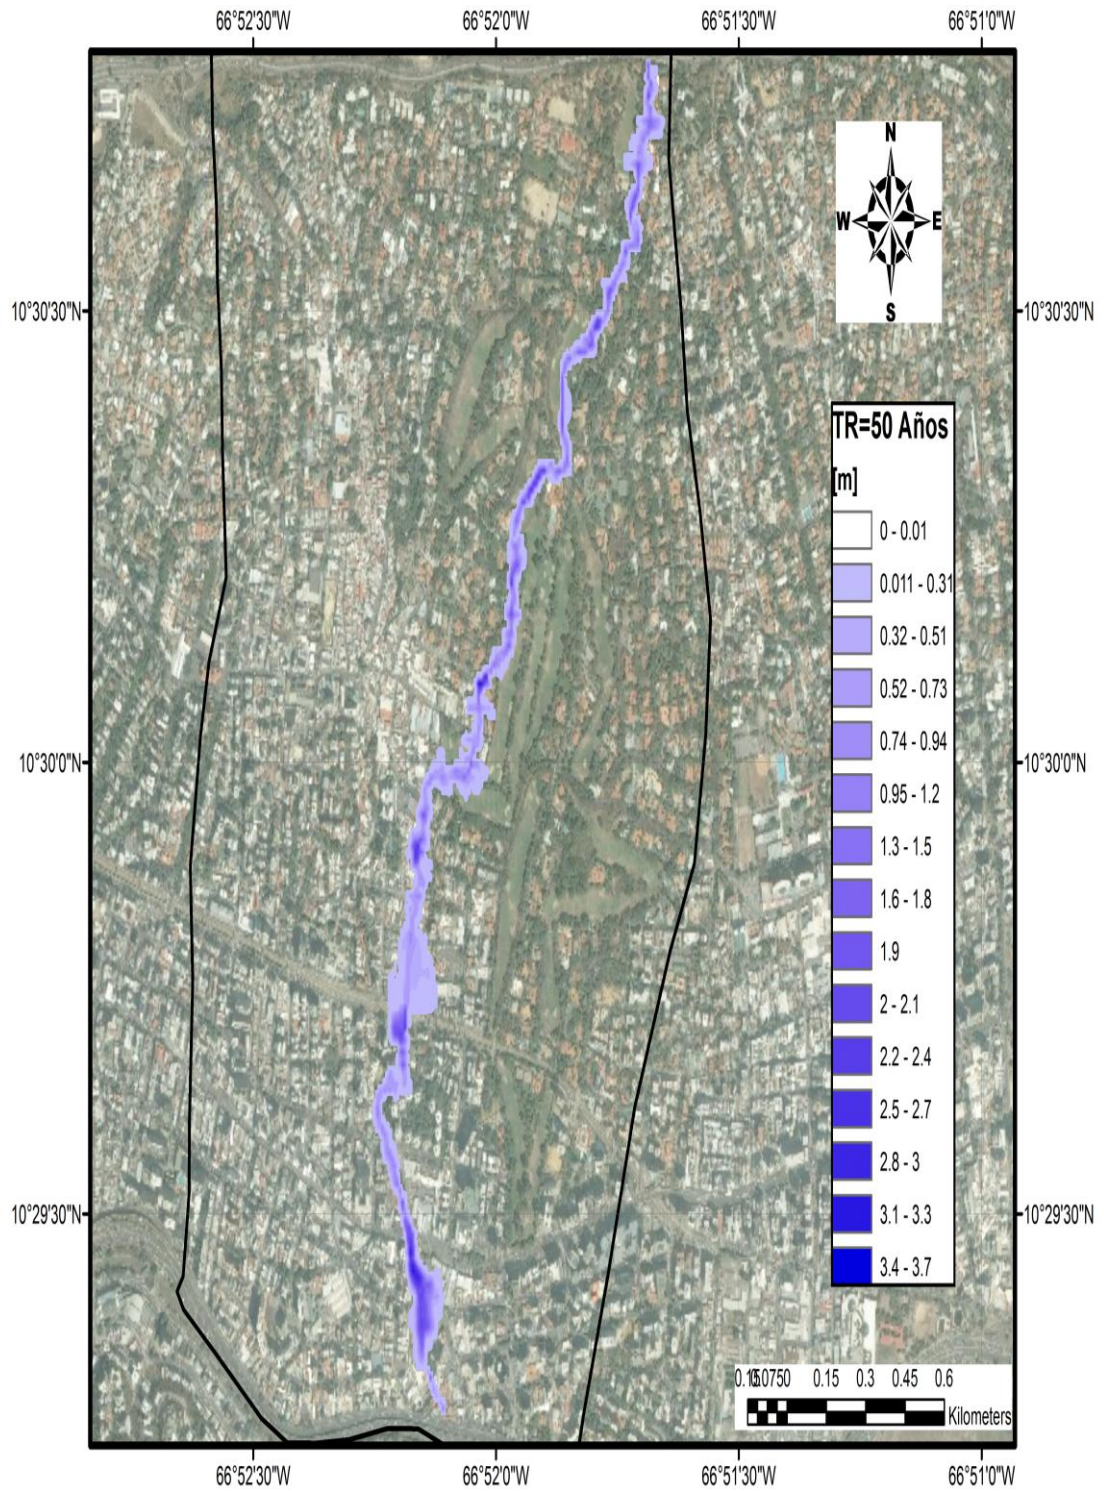 66°52'30"W 66°52'0"W 66°51'30"W 66°51'0"W
N
W E
S
10°30'30"N 10°30'30"N
TR=50 Años
[m]
0 - 0.01
0.011 - 0.31
0.32 - 0.51
0.52 - 0.73
0.74 - 0.94
0.95 - 1.2
10°30'0"N 10°30'0"N
1.3 - 1.5
1.6 - 1.8
1.9
2 - 2.1
2.2 - 2.4
2.5 - 2.7
2.8 - 3
3.1 - 3.3
10°29'30"N 10°29'30"N
3.4 - 3.7
0.15 0.15 0.3 0.45 0.6
Kilometers
66°52'30"W 66°52'0"W 66°51'30"W 66°51'0"W